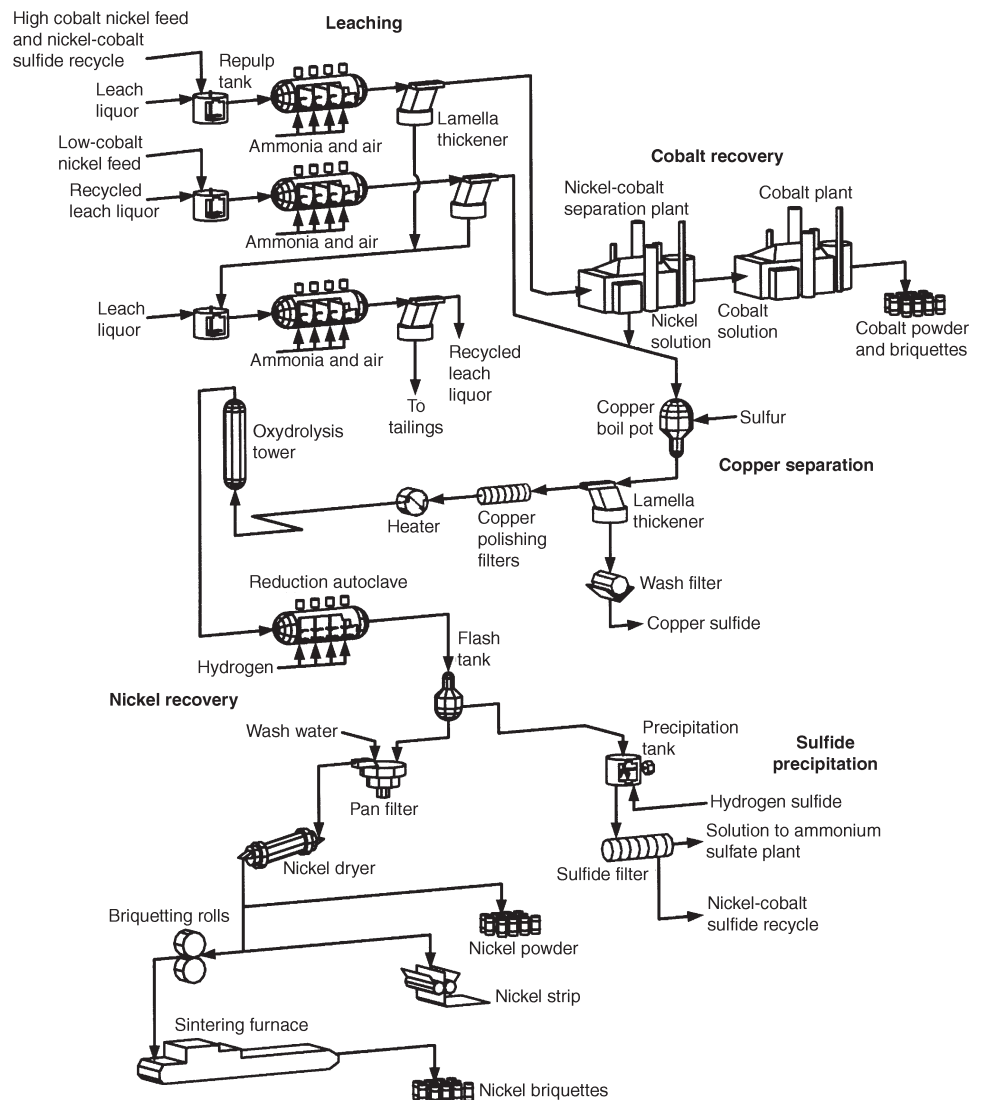 High cobalt nickel feed
and nickel-cobalt
sulfide recycle
Leaching
Repulp
tank
Leach
liquor
Lamella
thickener
Ammonia and air
Low-cobalt
nickel feed
Recycled
leach liquor
Ammonia and air
Cobalt recovery
Nickel-cobalt
separation plant
Cobalt plant
Leach
liquor
Ammonia and air
Recycled
leach
liquor
To
tailings
Nickel
solution
Cobalt
solution
Cobalt powder
and briquettes
Copper
boil pot
Sulfur
Oxydrolysis
tower
Copper separation
Heater
Copper
polishing
filters
Lamella
thickener
Wash filter
Copper sulfide
Reduction autoclave
Hydrogen
Flash
tank
Nickel recovery
Wash water
Pan filter
Precipitation
tank
Sulfide
precipitation
Hydrogen sulfide
Solution to ammonium
sulfate plant
Sulfide filter
Nickel-cobalt
sulfide recycle
Nickel dryer
Briquetting rolls
Nickel powder
Nickel strip
Sintering furnace
Nickel briquettes